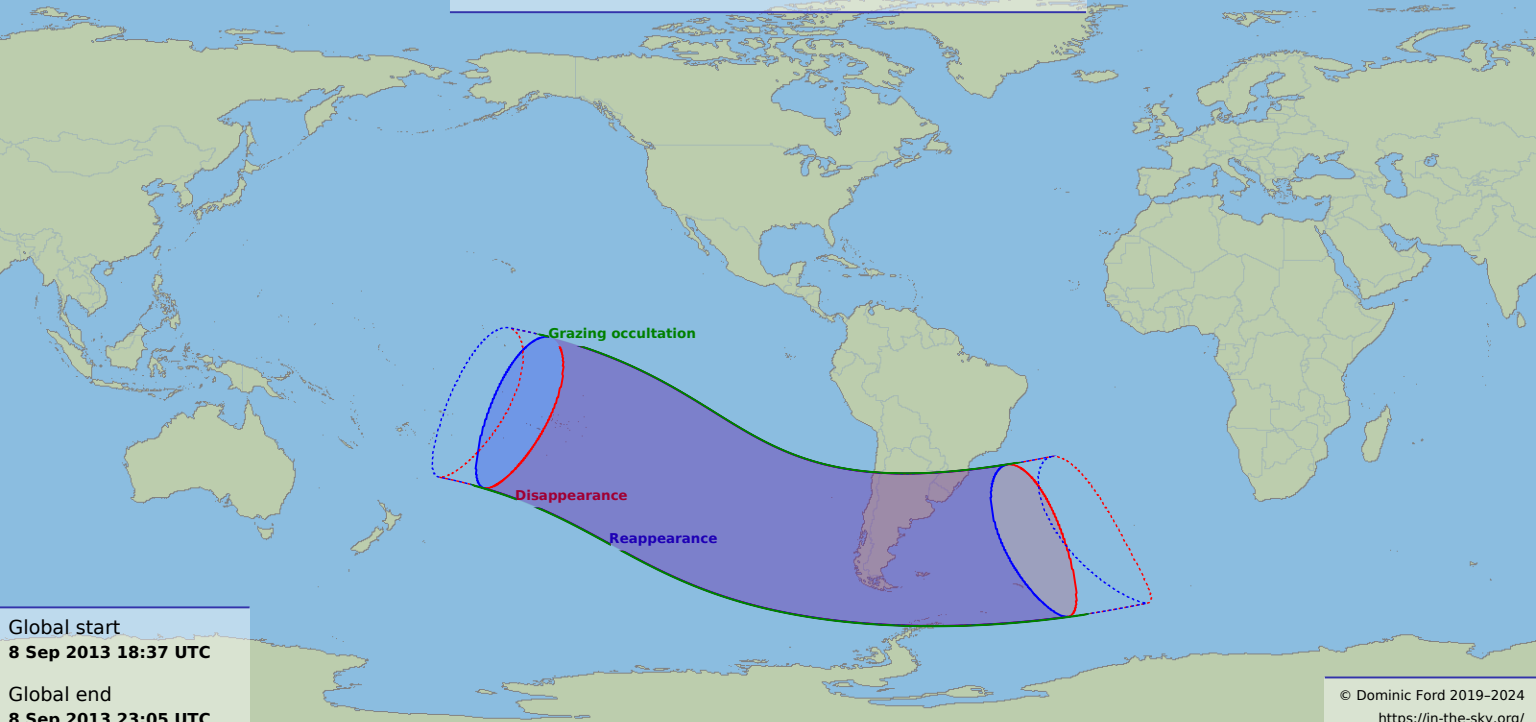 Grazing occultation
Disappearance
Reappearance
Global start
8 Sep 2013 18:37 UTC
Global end
8 Sep 2013 23:05 UTC
© Dominic Ford 2019–2024
https://in-the-sky.org/